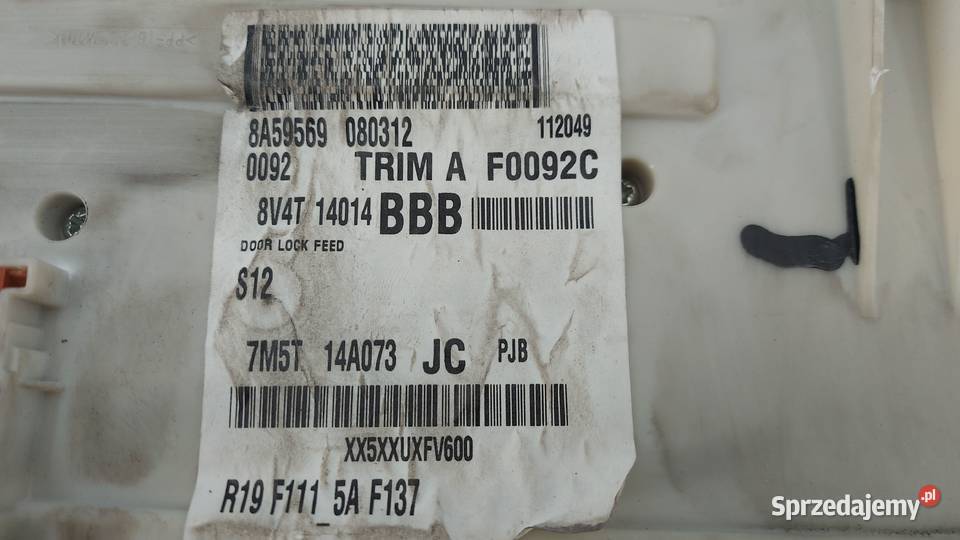 8A59569 080312 112049
0092 TRIM A F0092C
8V4T 14014 BBB
DOOR LOCK FEED
S12
7M5T 14A073 JC PJB
XX5XXUXFV600
R19 F111_5A F137
Sprzedajemy.pl